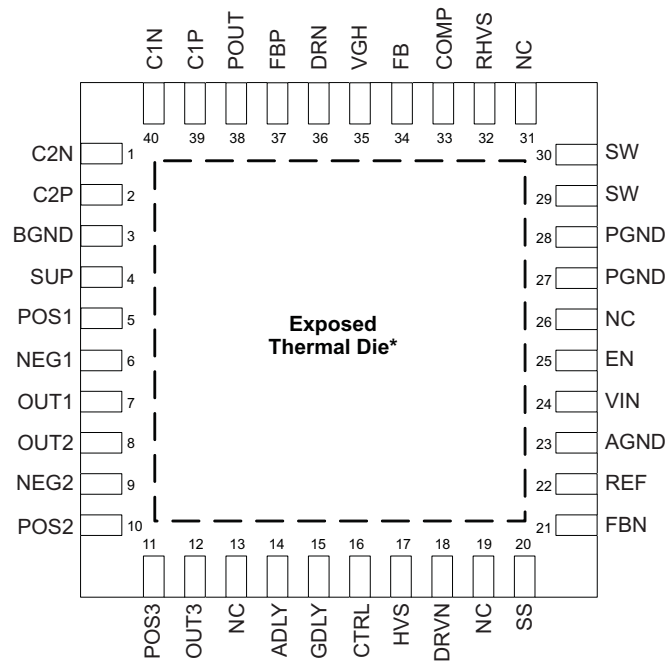 C1N C1P POUT FBP DRN VGH FB COMP RHVS NC
40 39 38 37 36 35 34 33 32 31
C2N 1 30 SW
C2P 2 29 SW
BGND 3 28 PGND
SUP 4 27 PGND
POS1 5 26 NC
NEG1 6 25 EN
OUT1 7 24 VIN
OUT2 8 23 AGND
NEG2 9 22 REF
POS2 10 21 FBN
Exposed
Thermal Die*
11 12 13 14 15 16 17 18 19 20
POS3 OUT3 NC ADLY GDLY CTRL HVS DRVN NC SS